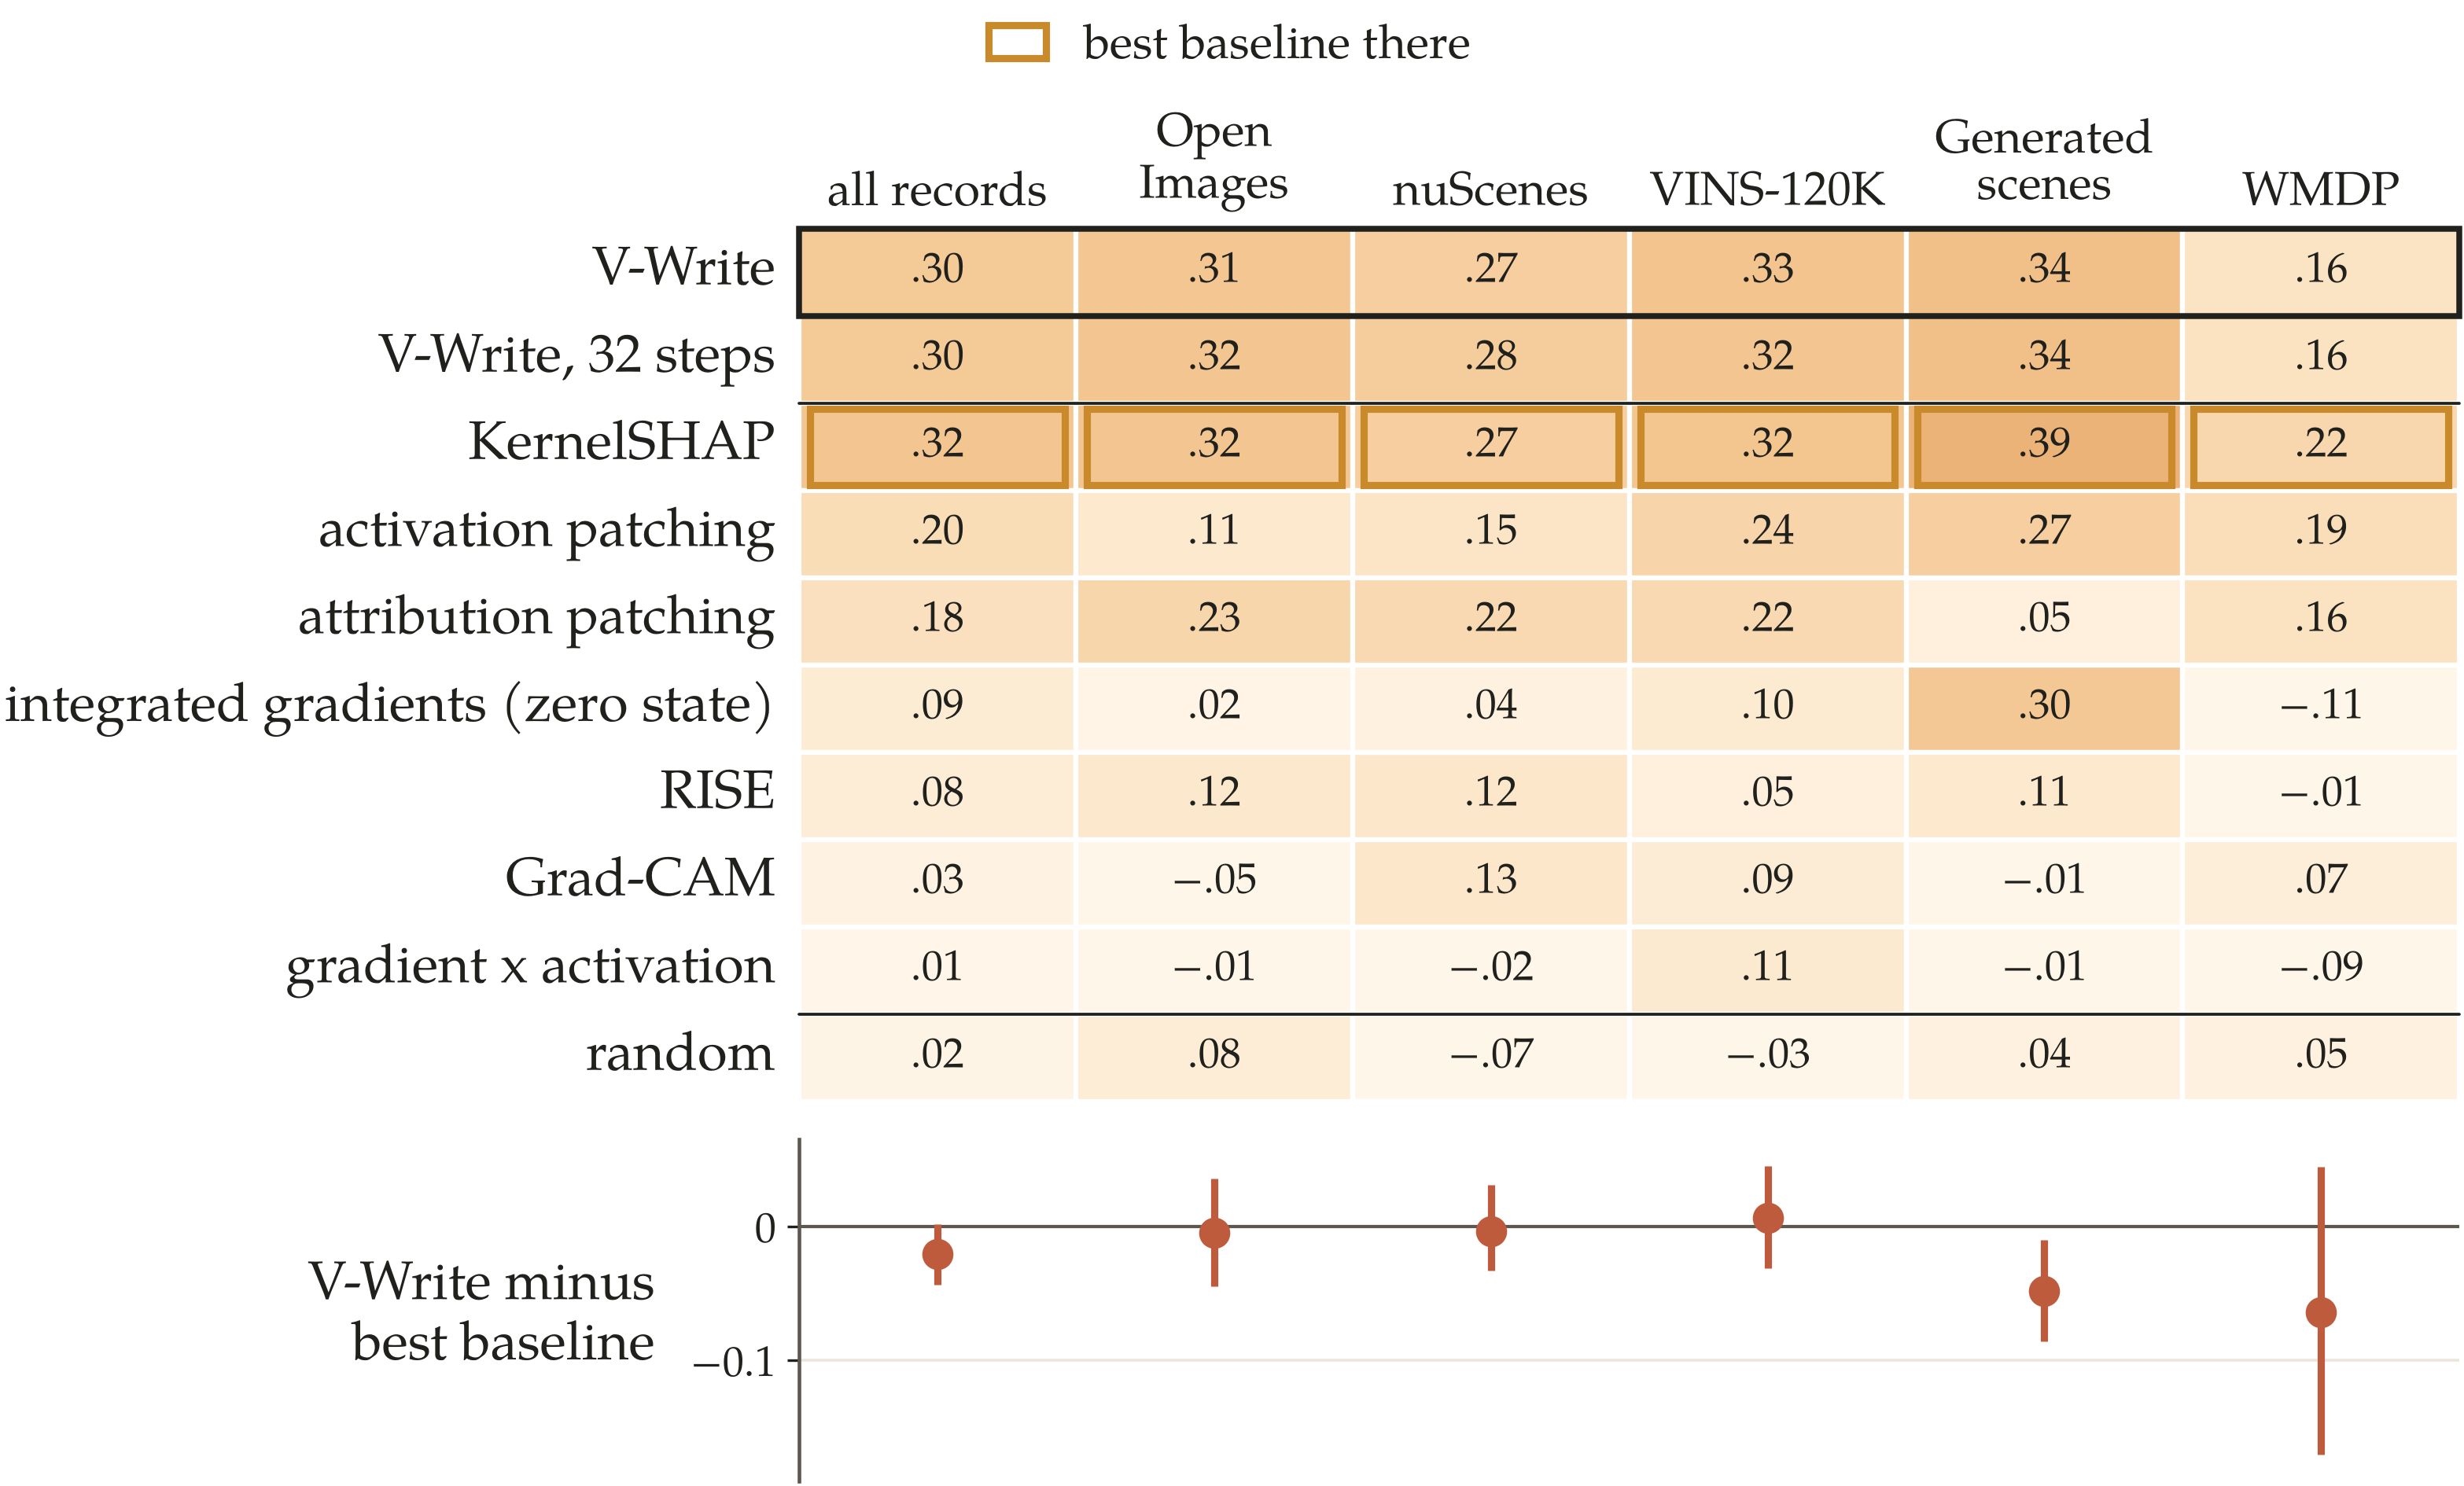 best baseline there
all records Open Images nuScenes VINS-120K Generated scenes WMDP
V-Write .30 .31 .27 .33 .34 .16
V-Write, 32 steps .30 .32 .28 .32 .34 .16
KernelSHAP .32 .32 .27 .32 .39 .22
activation patching .20 .11 .15 .24 .27 .19
attribution patching .18 .23 .22 .22 .05 .16
integrated gradients (zero state) .09 .02 .04 .10 .30 −.11
RISE .08 .12 .12 .05 .11 −.01
Grad-CAM .03 −.05 .13 .09 −.01 .07
gradient x activation .01 −.01 −.02 .11 −.01 −.09
random .02 .08 −.07 −.03 .04 .05
0
V-Write minus
best baseline
−0.1